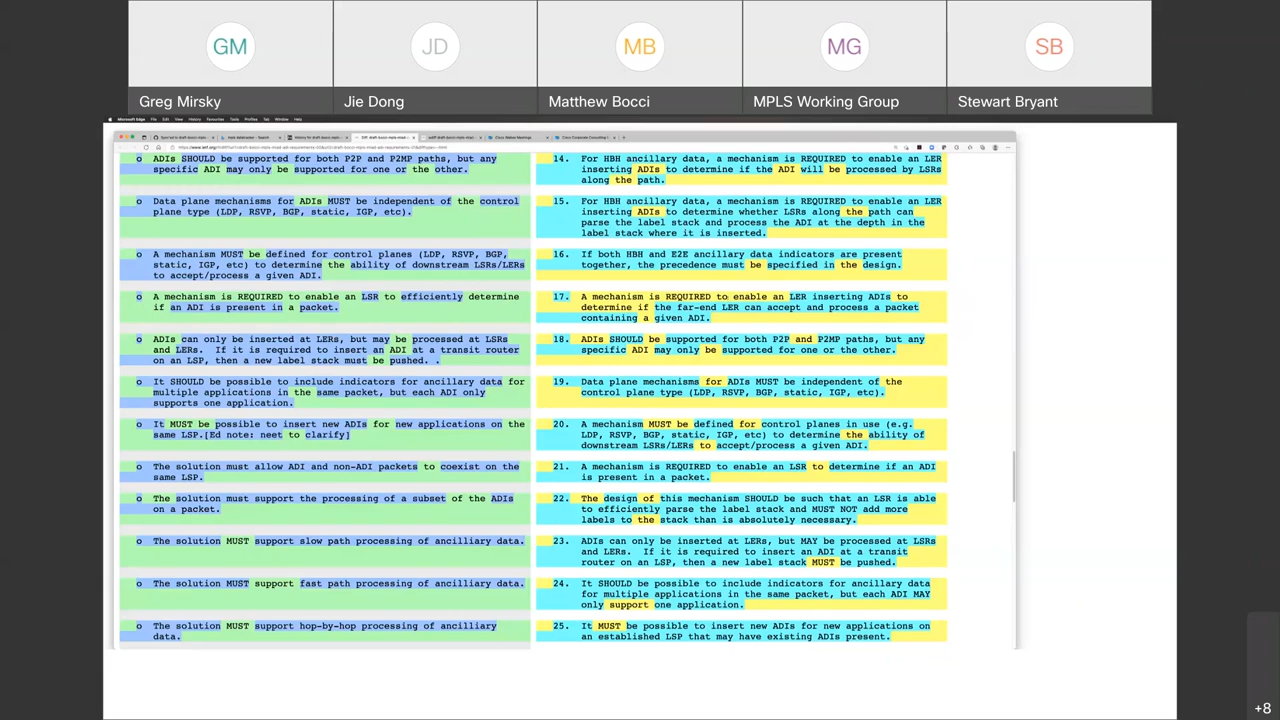 GM
JD
MB
MG
SB
Greg Mirsky
Jie Dong
Matthew Bocci
MPLS Working Group
Stewart Bryant
Microsoft Edge File Edit View History Favourites Tools Profiles Tab Window Help
o ADIs SHOULD be supported for both P2P and P2MP paths, but any
specific ADI may only be supported for one or the other.
o Data plane mechanisms for ADIs MUST be independent of the control
plane type (LDP, RSVP, BGP, static, IGP, etc).
o A mechanism MUST be defined for control planes (LDP, RSVP, BGP,
static, IGP, etc) to determine the ability of downstream LSRs/LERs
to accept/process a given ADI.
o A mechanism is REQUIRED to enable an LSR to efficiently determine
if an ADI is present in a packet.
o ADIs can only be inserted at LERs, but may be processed at LSRs
and LERs. If it is required to insert an ADI at a transit router
on an LSP, then a new label stack must be pushed. .
o It SHOULD be possible to include indicators for ancillary data for
multiple applications in the same packet, but each ADI only
supports one application.
o It MUST be possible to insert new ADIs for new applications on the
same LSP.[Ed note: neet to clarify]
o The solution must allow ADI and non-ADI packets to coexist on the
same LSP.
o The solution must support the processing of a subset of the ADIs
on a packet.
o The solution MUST support slow path processing of ancilliary data.
o The solution MUST support fast path processing of ancilliary data.
o The solution MUST support hop-by-hop processing of ancilliary
data.
14. For HBH ancillary data, a mechanism is REQUIRED to enable an LER
inserting ADIs to determine if the ADI will be processed by LSRs
along the path.
15. For HBH ancillary data, a mechanism is REQUIRED to enable an LER
inserting ADIs to determine whether LSRs along the path can
parse the label stack and process the ADI at the depth in the
label stack where it is inserted.
16. If both HBH and E2E ancillary data indicators are present
together, the precedence must be specified in the design.
17. A mechanism is REQUIRED to enable an LER inserting ADIs to
determine if the far-end LER can accept and process a packet
containing a given ADI.
18. ADIs SHOULD be supported for both P2P and P2MP paths, but any
specific ADI may only be supported for one or the other.
19. Data plane mechanisms for ADIs MUST be independent of the
control plane type (LDP, RSVP, BGP, static, IGP, etc).
20. A mechanism MUST be defined for control planes in use (e.g.
LDP, RSVP, BGP, static, IGP, etc) to determine the ability of
downstream LSRs/LERs to accept/process a given ADI.
21. A mechanism is REQUIRED to enable an LSR to determine if an ADI
is present in a packet.
22. The design of this mechanism SHOULD be such that an LSR is able
to efficiently parse the label stack and MUST NOT add more
labels to the stack than is absolutely necessary.
23. ADIs can only be inserted at LERs, but MAY be processed at LSRs
and LERs. If it is required to insert an ADI at a transit
router on an LSP, then a new label stack MUST be pushed.
24. It SHOULD be possible to include indicators for ancillary data
for multiple applications in the same packet, but each ADI MAY
only support one application.
25. It MUST be possible to insert new ADIs for new applications on
an established LSP that may have existing ADIs present.
+8